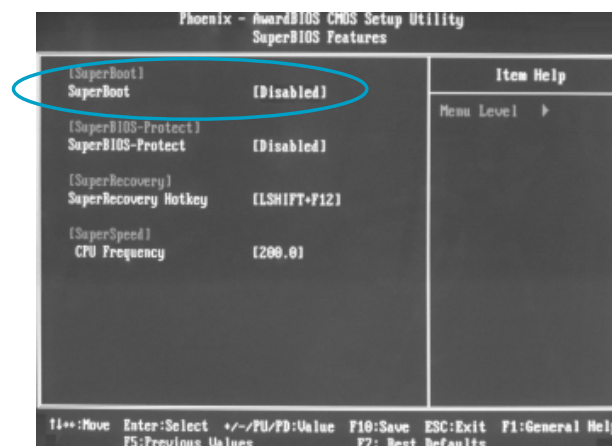 Phoenix - AwardBIOS CMOS Setup Utility
SuperBIOS Features
[SuperBoot]
SuperBoot [Disabled]
[SuperBIOS-Protect]
SuperBIOS-Protect [Disabled]
[SuperRecovery]
SuperRecovery Hotkey [LSHIFT+F12]
[SuperSpeed]
CPU Frequency [200.0]
Item Help
Menu Level ▸
↑↓↔:Move Enter:Select +/-/PU/PD:Value F10:Save ESC:Exit F1:General Hel
F5:Previous Values F7: Best Defaults